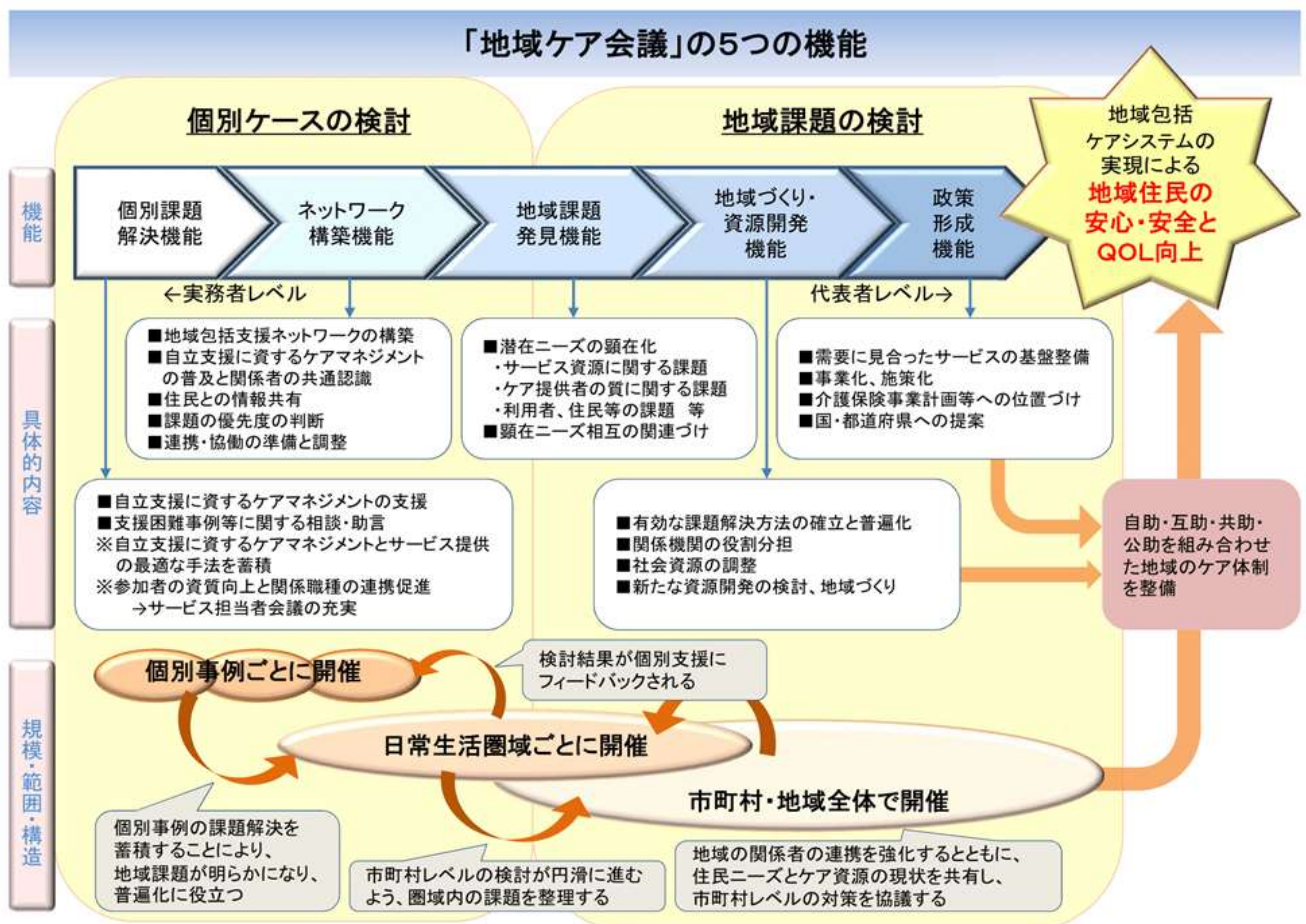 「地域ケア会議」の５つの機能
個別ケースの検討
地域課題の検討
地域包括
ケアシステムの
実現による
地域住民の
安心・安全と
ＱＯＬ向上
機能
個別課題
解決機能
ネットワーク
構築機能
地域課題
発見機能
地域づくり・
資源開発
機能
政策
形成
機能
←実務者レベル
代表者レベル→
具体的内容
■地域包括支援ネットワークの構築
■自立支援に資するケアマネジメント
の普及と関係者の共通認識
■住民との情報共有
■課題の優先度の判断
■連携・協働の準備と調整
■潜在ニーズの顕在化
・サービス資源に関する課題
・ケア提供者の質に関する課題
・利用者、住民等の課題 等
■顕在ニーズ相互の関連づけ
■需要に見合ったサービスの基盤整備
■事業化、施策化
■介護保険事業計画等への位置づけ
■国・都道府県への提案
■自立支援に資するケアマネジメントの支援
■支援困難事例等に関する相談・助言
※自立支援に資するケアマネジメントとサービス提供
の最適な手法を蓄積
※参加者の資質向上と関係職種の連携促進
→サービス担当者会議の充実
■有効な課題解決方法の確立と普遍化
■関係機関の役割分担
■社会資源の調整
■新たな資源開発の検討、地域づくり
自助・互助・共助・
公助を組み合わせ
た地域のケア体制
を整備
規模・範囲・構造
個別事例ごとに開催
検討結果が個別支援に
フィードバックされる
日常生活圏域ごとに開催
市町村・地域全体で開催
個別事例の課題解決を
蓄積することにより、
地域課題が明らかになり、
普遍化に役立つ
市町村レベルの検討が円滑に進む
よう、圏域内の課題を整理する
地域の関係者の連携を強化するとともに、
住民ニーズとケア資源の現状を共有し、
市町村レベルの対策を協議する